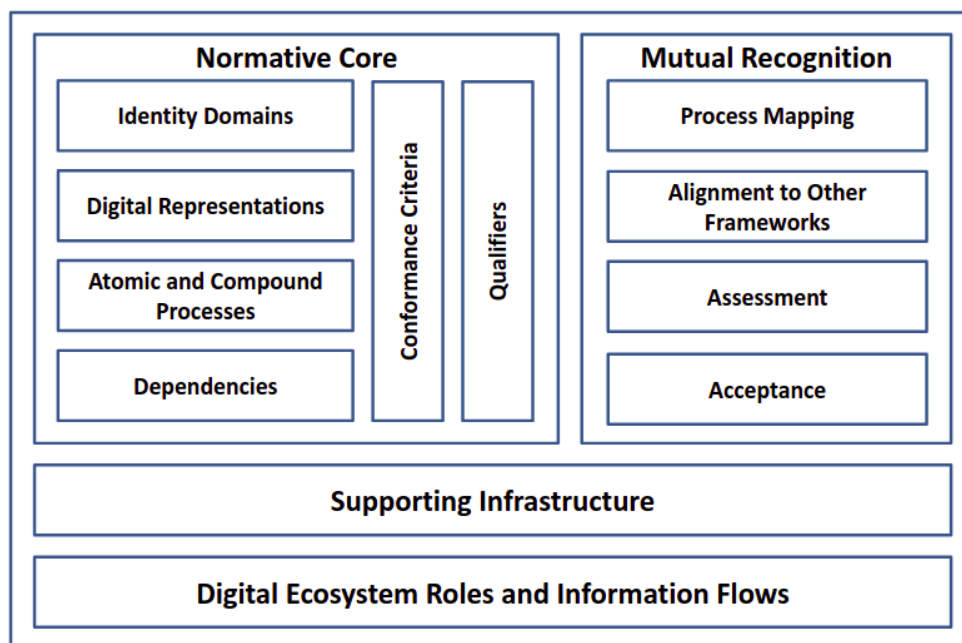 Normative Core
Identity Domains
Digital Representations
Atomic and Compound
Processes
Dependencies
Conformance Criteria
Qualifiers
Mutual Recognition
Process Mapping
Alignment to Other
Frameworks
Assessment
Acceptance
Supporting Infrastructure
Digital Ecosystem Roles and Information Flows